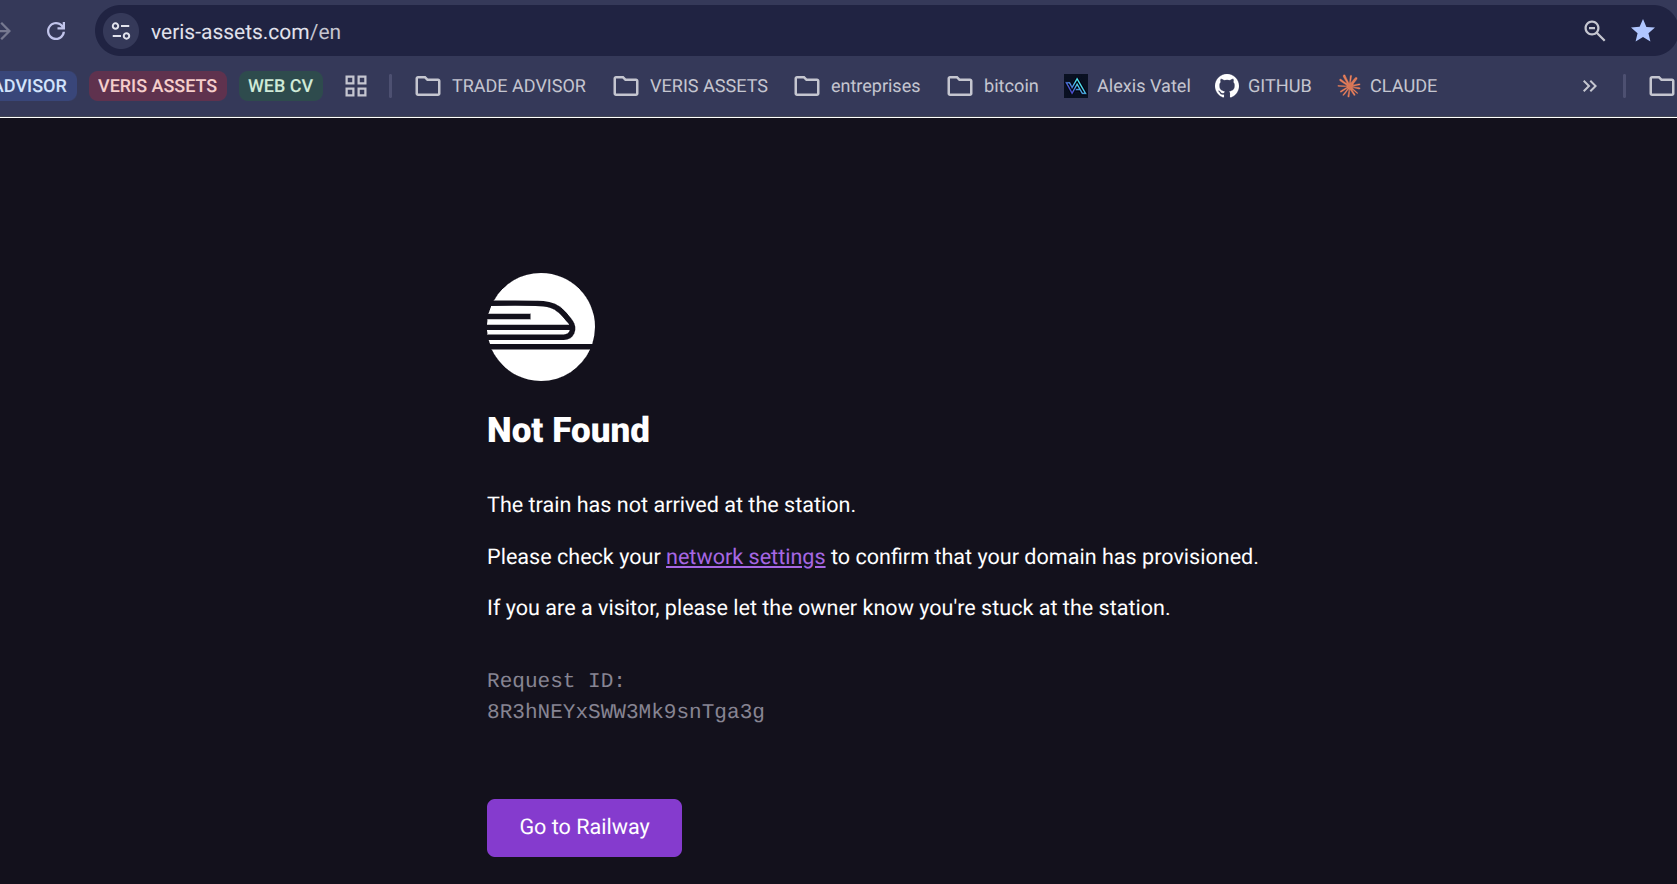 veris-assets.com/en
ADVISOR VERIS ASSETS WEB CV TRADE ADVISOR VERIS ASSETS entreprises bitcoin Alexis Vatel GITHUB CLAUDE
Not Found
The train has not arrived at the station.
Please check your network settings to confirm that your domain has provisioned.
If you are a visitor, please let the owner know you're stuck at the station.
Request ID:
8R3hNEYxSWW3Mk9snTga3g
Go to Railway